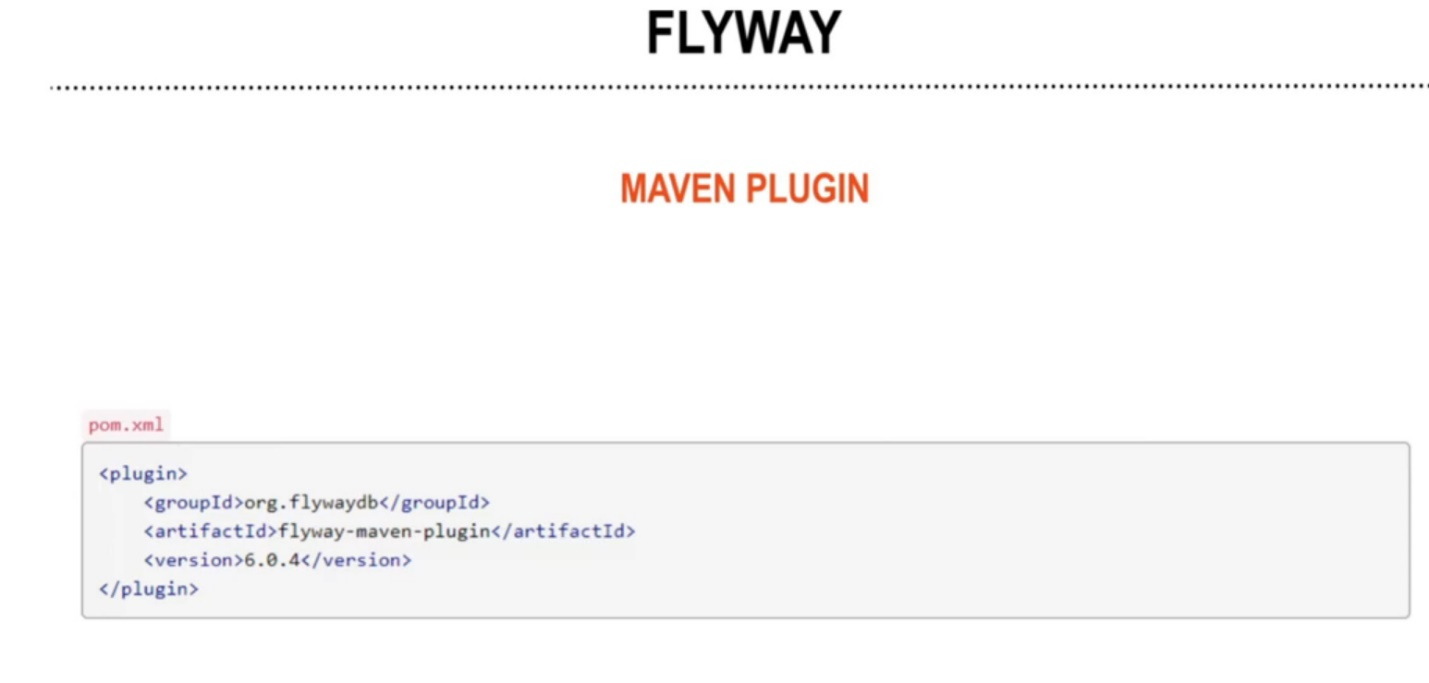 FLYWAY
MAVEN PLUGIN
pom.xml
<plugin>
    <groupId>org.flywaydb</groupId>
    <artifactId>flyway-maven-plugin</artifactId>
    <version>6.0.4</version>
</plugin>